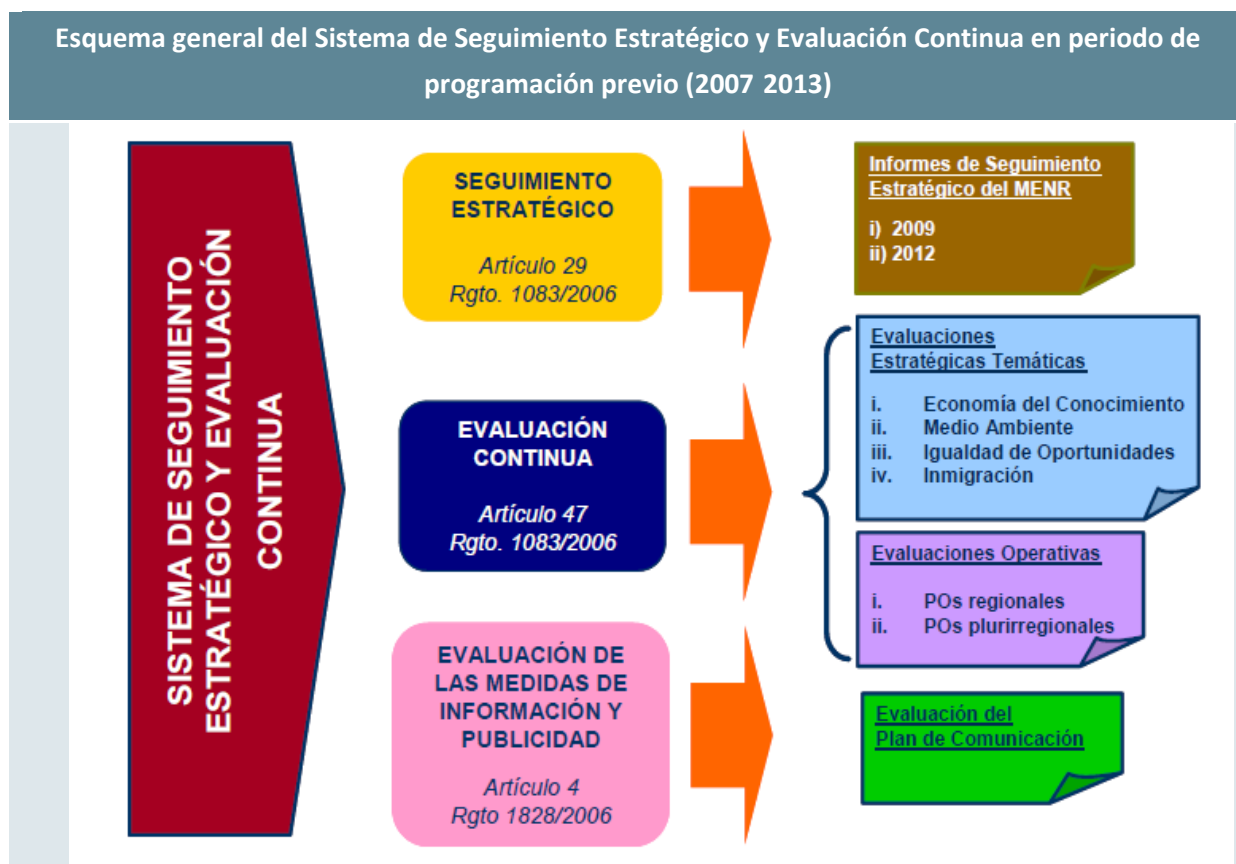 Esquema general del Sistema de Seguimiento Estratégico y Evaluación Continua en periodo de
programación previo (2007 2013)
SISTEMA DE SEGUIMIENTO
ESTRATÉGICO Y EVALUACIÓN
CONTINUA
SEGUIMIENTO
ESTRATÉGICO
Artículo 29
Rgto. 1083/2006
Informes de Seguimiento
Estratégico del MENR
i) 2009
ii) 2012
EVALUACIÓN
CONTINUA
Artículo 47
Rgto. 1083/2006
Evaluaciones
Estratégicas Temáticas
i. Economía del Conocimiento
ii. Medio Ambiente
iii. Igualdad de Oportunidades
iv. Inmigración
Evaluaciones Operativas
i. POs regionales
ii. POs plurirregionales
EVALUACIÓN DE
LAS MEDIDAS DE
INFORMACIÓN Y
PUBLICIDAD
Artículo 4
Rgto 1828/2006
Evaluación del
Plan de Comunicación